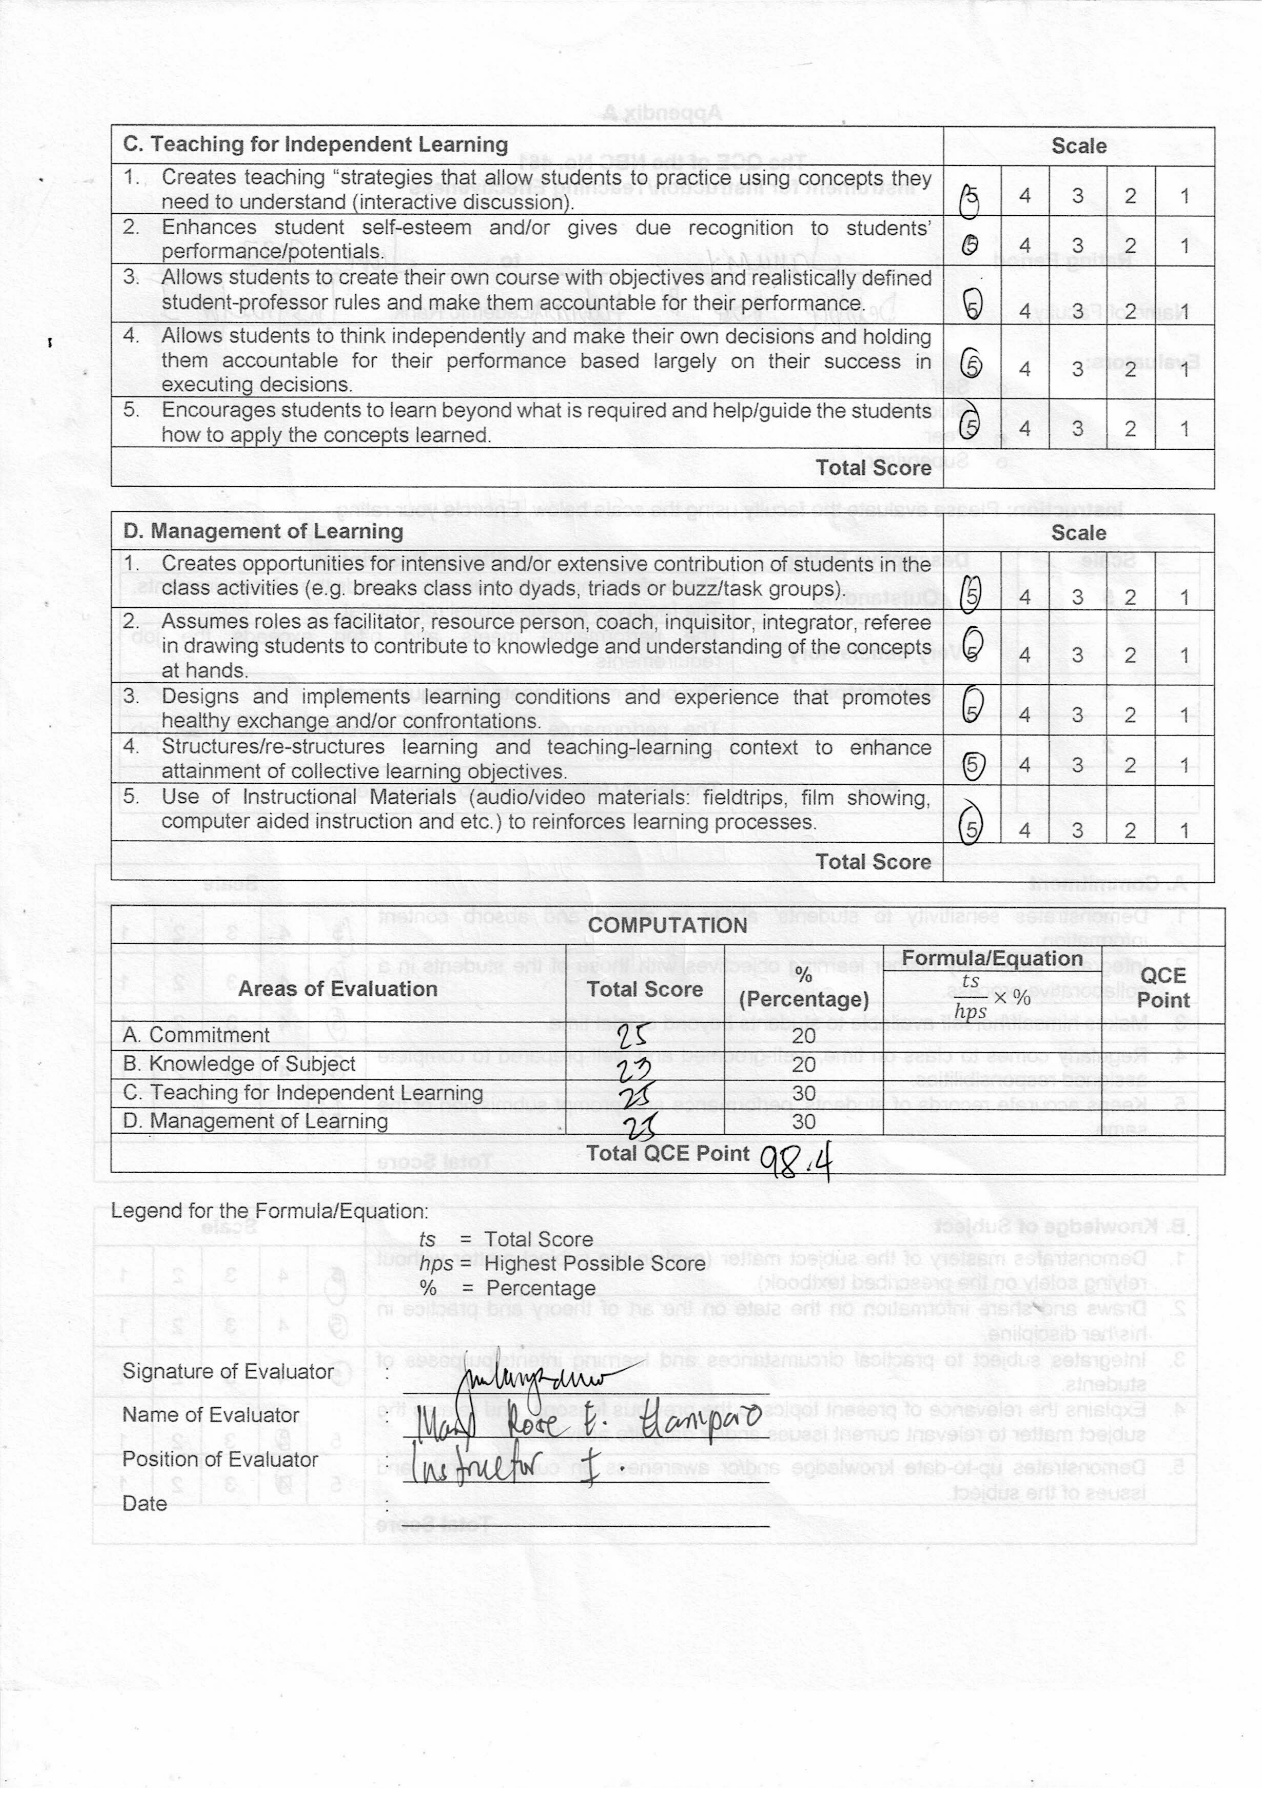 C. Teaching for Independent Learning Scale
1. Creates teaching “strategies that allow students to practice using concepts they
need to understand (interactive discussion). 5 4 3 2 1
2. Enhances student self-esteem and/or gives due recognition to students’
performance/potentials. 5 4 3 2 1
3. Allows students to create their own course with objectives and realistically defined
student-professor rules and make them accountable for their performance. 5 4 3 2 1
4. Allows students to think independently and make their own decisions and holding
them accountable for their performance based largely on their success in
executing decisions. 5 4 3 2 1
5. Encourages students to learn beyond what is required and help/guide the students
how to apply the concepts learned. 5 4 3 2 1
Total Score
D. Management of Learning Scale
1. Creates opportunities for intensive and/or extensive contribution of students in the
class activities (e.g. breaks class into dyads, triads or buzz/task groups). 5 4 3 2 1
2. Assumes roles as facilitator, resource person, coach, inquisitor, integrator, referee
in drawing students to contribute to knowledge and understanding of the concepts
at hands. 5 4 3 2 1
3. Designs and implements learning conditions and experience that promotes
healthy exchange and/or confrontations. 5 4 3 2 1
4. Structures/re-structures learning and teaching-learning context to enhance
attainment of collective learning objectives. 5 4 3 2 1
5. Use of Instructional Materials (audio/video materials: fieldtrips, film showing,
computer aided instruction and etc.) to reinforces learning processes. 5 4 3 2 1
Total Score
COMPUTATION
Areas of Evaluation Total Score % (Percentage) Formula/Equation ts/hps × % QCE Point
A. Commitment 25 20
B. Knowledge of Subject 23 20
C. Teaching for Independent Learning 25 30
D. Management of Learning 25 30
Total QCE Point 98.4
Legend for the Formula/Equation:
ts = Total Score
hps = Highest Possible Score
% = Percentage
Signature of Evaluator :
Name of Evaluator : Mary Rose E.
Position of Evaluator : Instructor I.
Date :